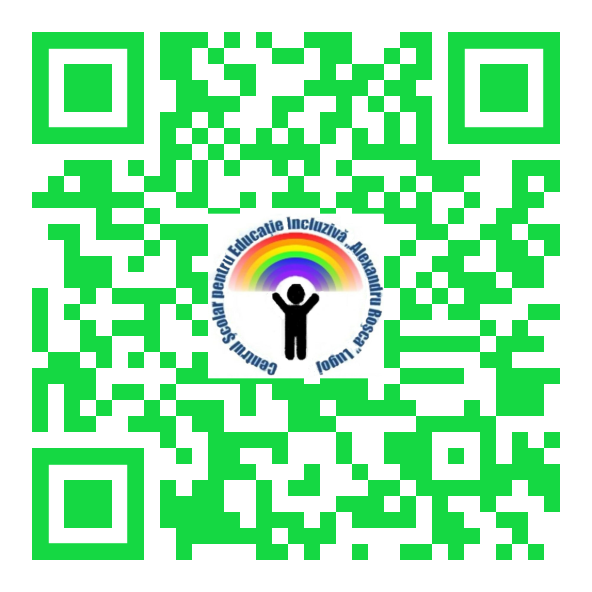 Centrul Școlar pentru Educație Incluzivă „Alexandru Roșca" Lugoj